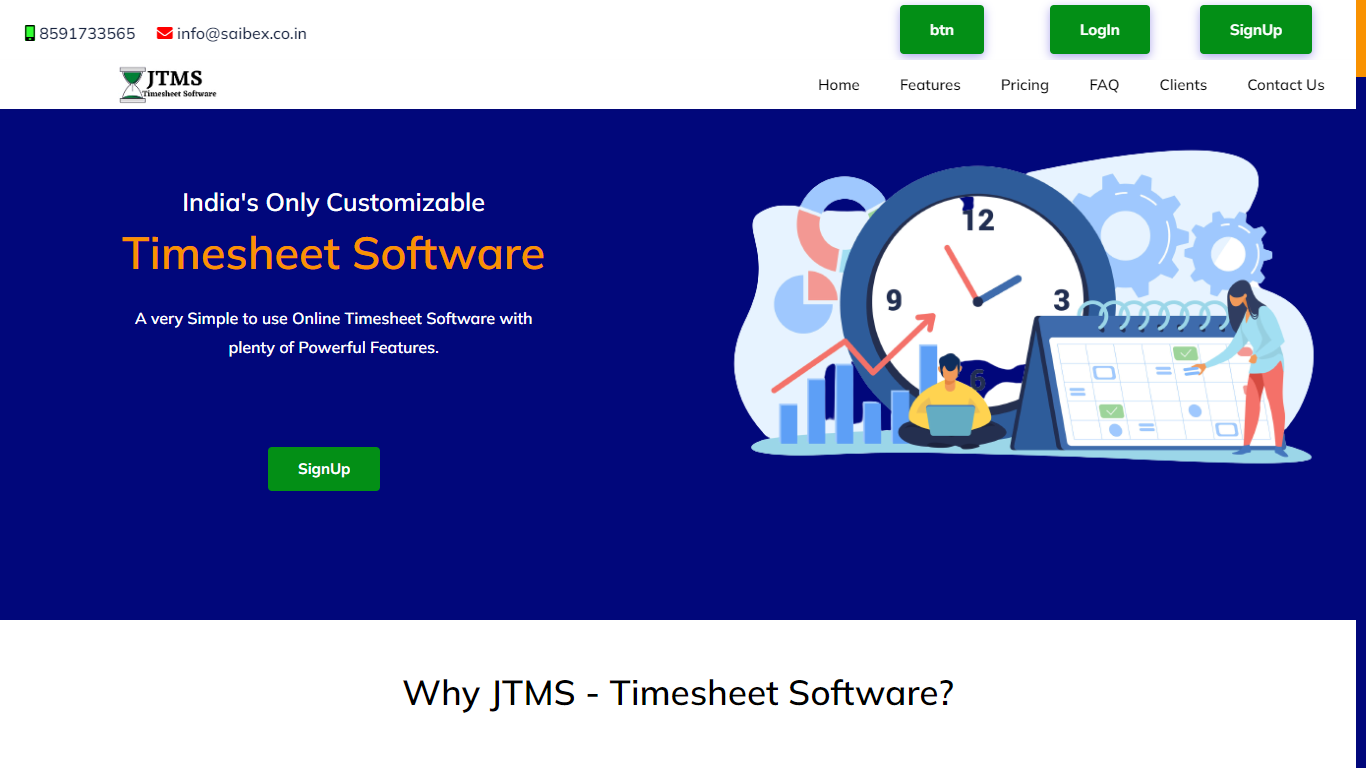 8591733565 info@saibex.co.in
btn LogIn SignUp
JTMS
Timesheet Software
Home Features Pricing FAQ Clients Contact Us
India's Only Customizable
Timesheet Software
A very Simple to use Online Timesheet Software with
plenty of Powerful Features.
SignUp
12
9 3
6
Why JTMS - Timesheet Software?